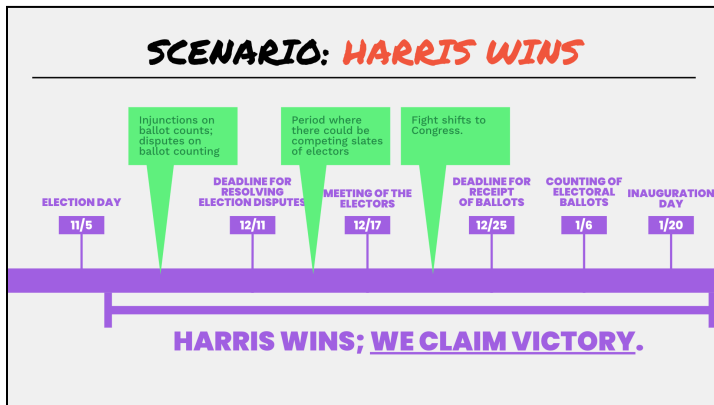 SCENARIO: HARRIS WINS
Injunctions on
ballot counts;
disputes on
ballot counting
Period where
there could be
competing slates
of electors
Fight shifts to
Congress.
ELECTION DAY
11/5
DEADLINE FOR
RESOLVING
ELECTION DISPUTES
12/11
MEETING OF THE
ELECTORS
12/17
DEADLINE FOR
RECEIPT
OF BALLOTS
12/25
COUNTING OF
ELECTORAL
BALLOTS
1/6
INAUGURATION
DAY
1/20
HARRIS WINS; WE CLAIM VICTORY.